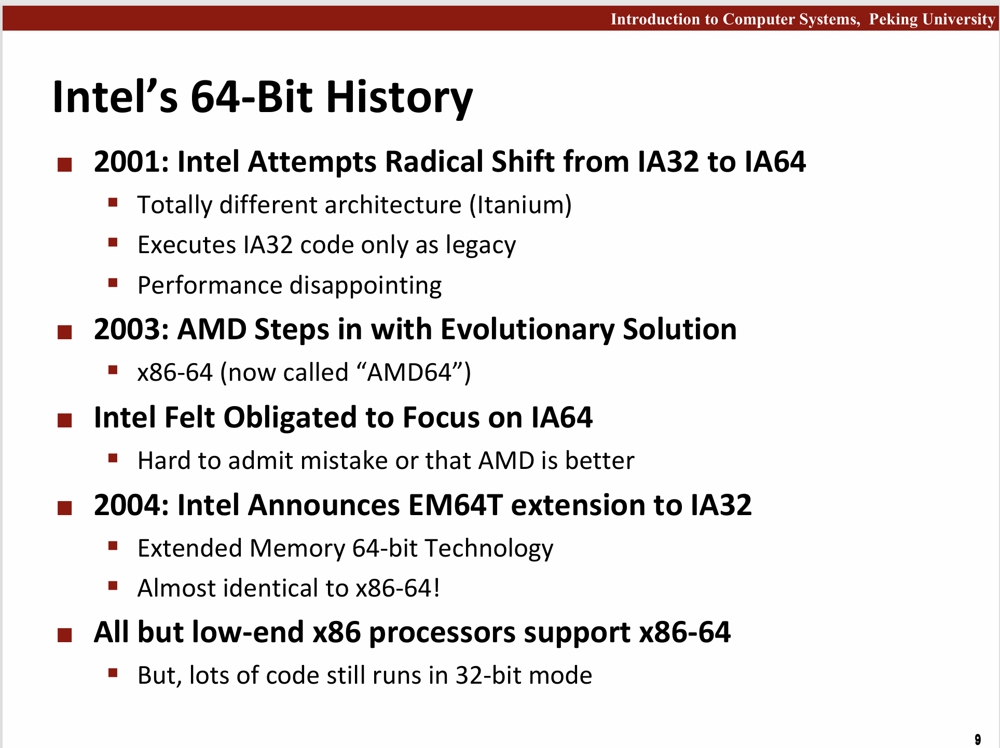 Introduction to Computer Systems, Peking University
Intel’s 64-Bit History
2001: Intel Attempts Radical Shift from IA32 to IA64
Totally different architecture (Itanium)
Executes IA32 code only as legacy
Performance disappointing
2003: AMD Steps in with Evolutionary Solution
x86-64 (now called “AMD64”)
Intel Felt Obligated to Focus on IA64
Hard to admit mistake or that AMD is better
2004: Intel Announces EM64T extension to IA32
Extended Memory 64-bit Technology
Almost identical to x86-64!
All but low-end x86 processors support x86-64
But, lots of code still runs in 32-bit mode
9